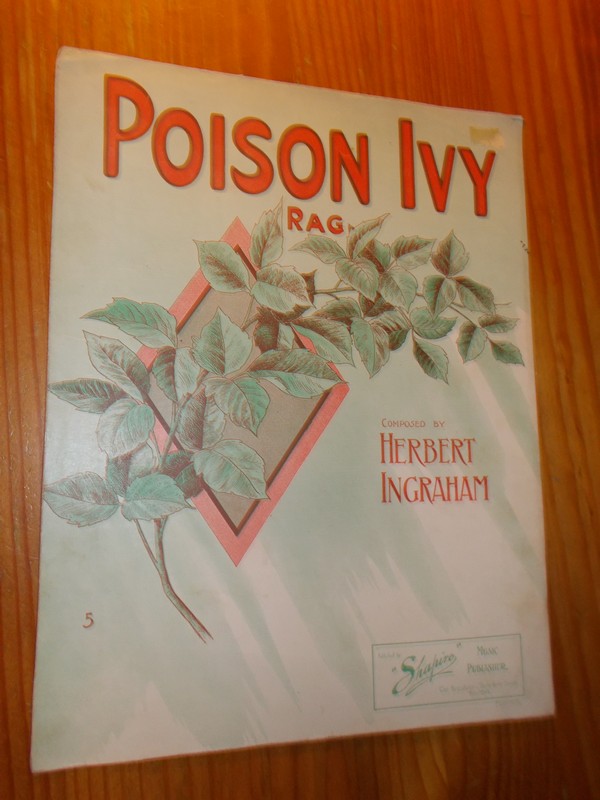 POISON IVY
RAG
COMPOSED BY
HERBERT
INGRAHAM
5
"Shapiro"
MUSIC
PUBLISHER